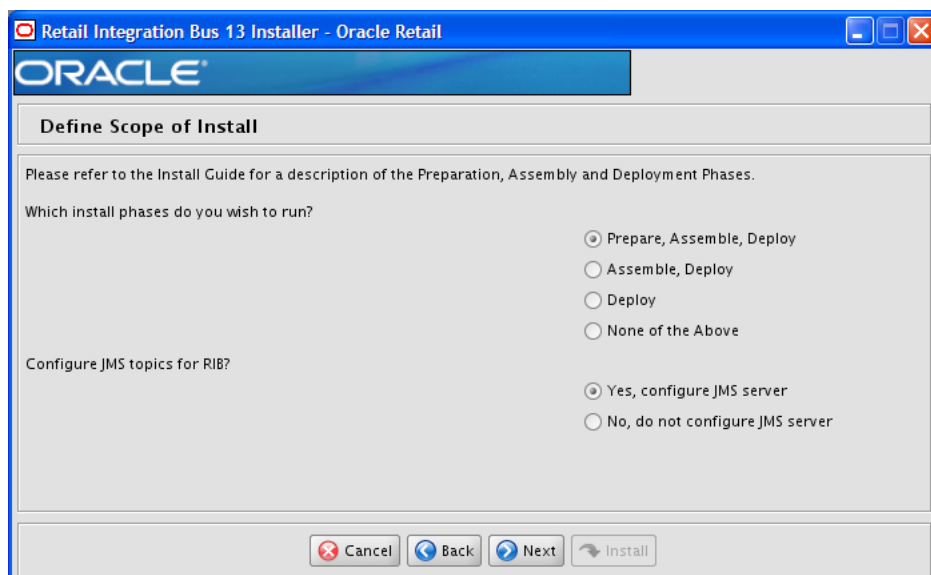 Retail Integration Bus 13 Installer - Oracle Retail
ORACLE®
Define Scope of Install
Please refer to the Install Guide for a description of the Preparation, Assembly and Deployment Phases.
Which install phases do you wish to run?
Prepare, Assemble, Deploy
Assemble, Deploy
Deploy
None of the Above
Configure JMS topics for RIB?
Yes, configure JMS server
No, do not configure JMS server
Cancel Back Next Install